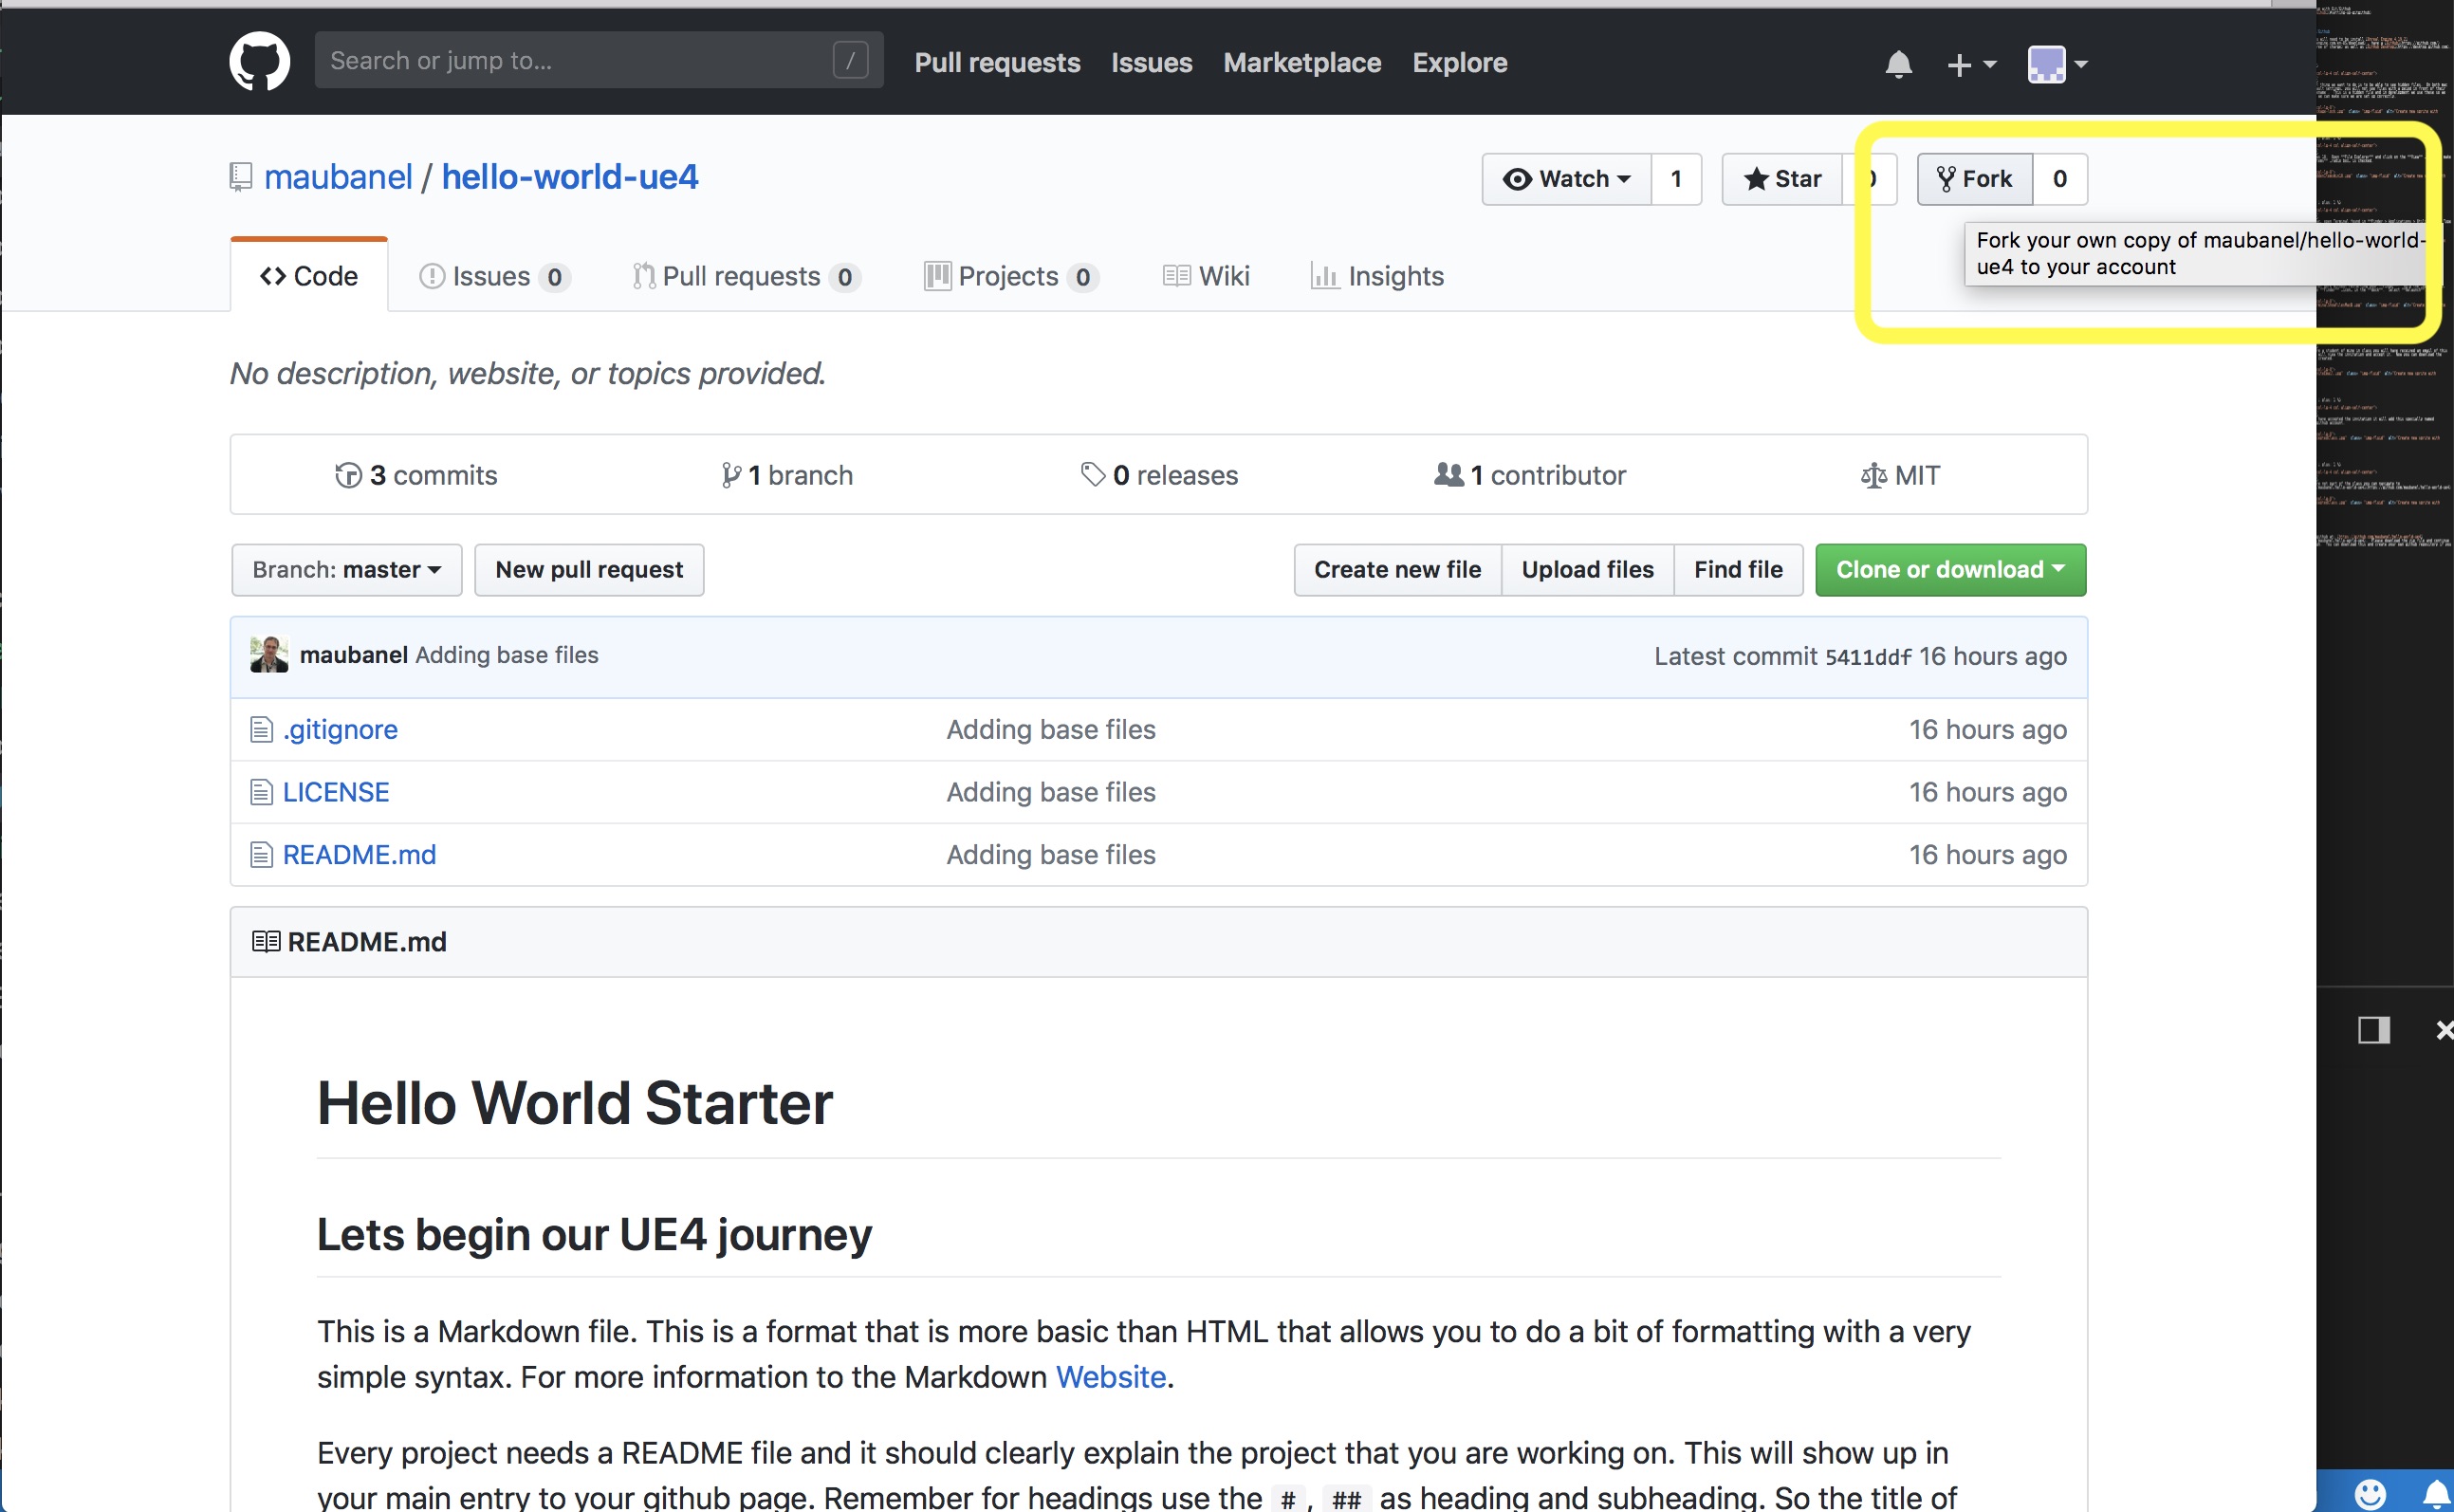 Search or jump to... /
Pull requests Issues Marketplace Explore
maubanel / hello-world-ue4
Watch 1 Star Fork 0
Fork your own copy of maubanel/hello-world-
ue4 to your account
Code Issues 0 Pull requests 0 Projects 0 Wiki Insights
No description, website, or topics provided.
3 commits 1 branch 0 releases 1 contributor MIT
Branch: master New pull request Create new file Upload files Find file Clone or download
maubanel Adding base files Latest commit 5411ddf 16 hours ago
.gitignore Adding base files 16 hours ago
LICENSE Adding base files 16 hours ago
README.md Adding base files 16 hours ago
README.md
Hello World Starter
Lets begin our UE4 journey
This is a Markdown file. This is a format that is more basic than HTML that allows you to do a bit of formatting with a very
simple syntax. For more information to the Markdown Website.
Every project needs a README file and it should clearly explain the project that you are working on. This will show up in
your main entry to your github page. Remember for headings use the #, ## as heading and subheading. So the title of